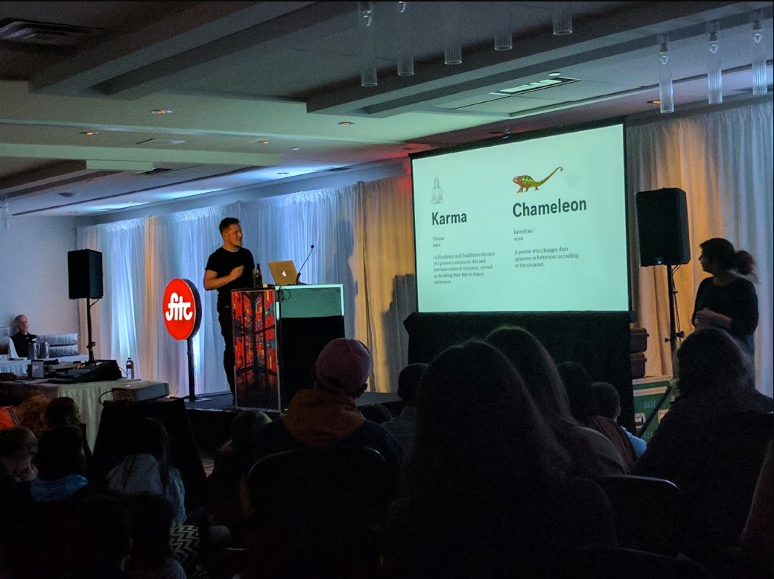 fitc
Karma
noun
in Hinduism and Buddhism the sum
of a person's actions in this and
previous states of existence, viewed
as deciding their fate in future
existences.
Chameleon
noun
A person who changes their
opinions or behaviour according
to the situation.